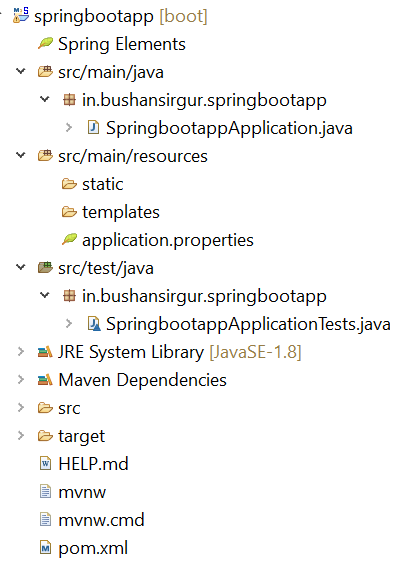 springbootapp [boot]
Spring Elements
src/main/java
in.bushansirgur.springbootapp
SpringbootappApplication.java
src/main/resources
static
templates
application.properties
src/test/java
in.bushansirgur.springbootapp
SpringbootappApplicationTests.java
JRE System Library [JavaSE-1.8]
Maven Dependencies
src
target
HELP.md
mvnw
mvnw.cmd
pom.xml